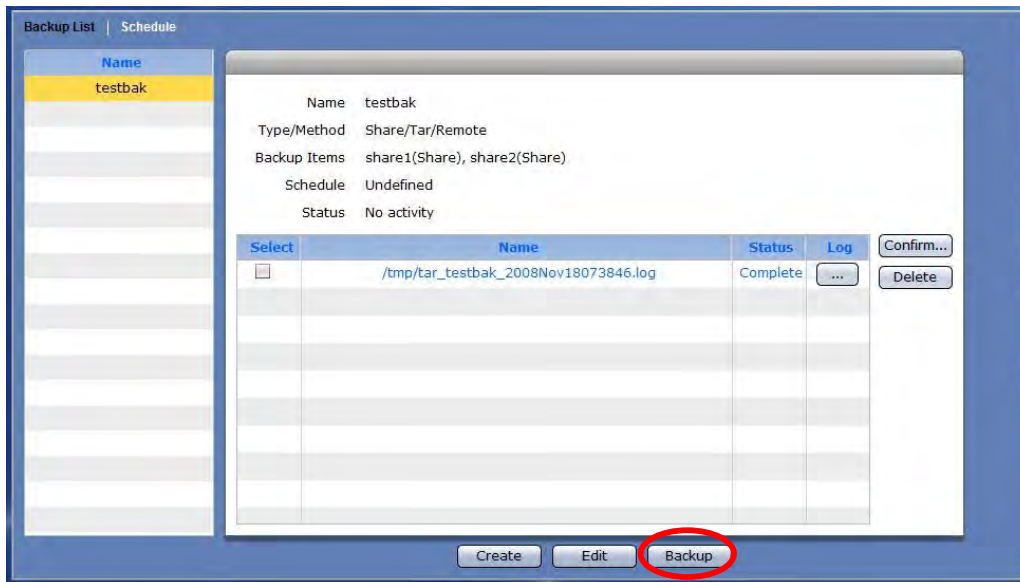 Backup List | Schedule
Name
testbak
Name testbak
Type/Method Share/Tar/Remote
Backup Items share1(Share), share2(Share)
Schedule Undefined
Status No activity
Select Name Status Log
/tmp/tar_testbak_2008Nov18073846.log Complete ...
Confirm...
Delete
Create Edit Backup